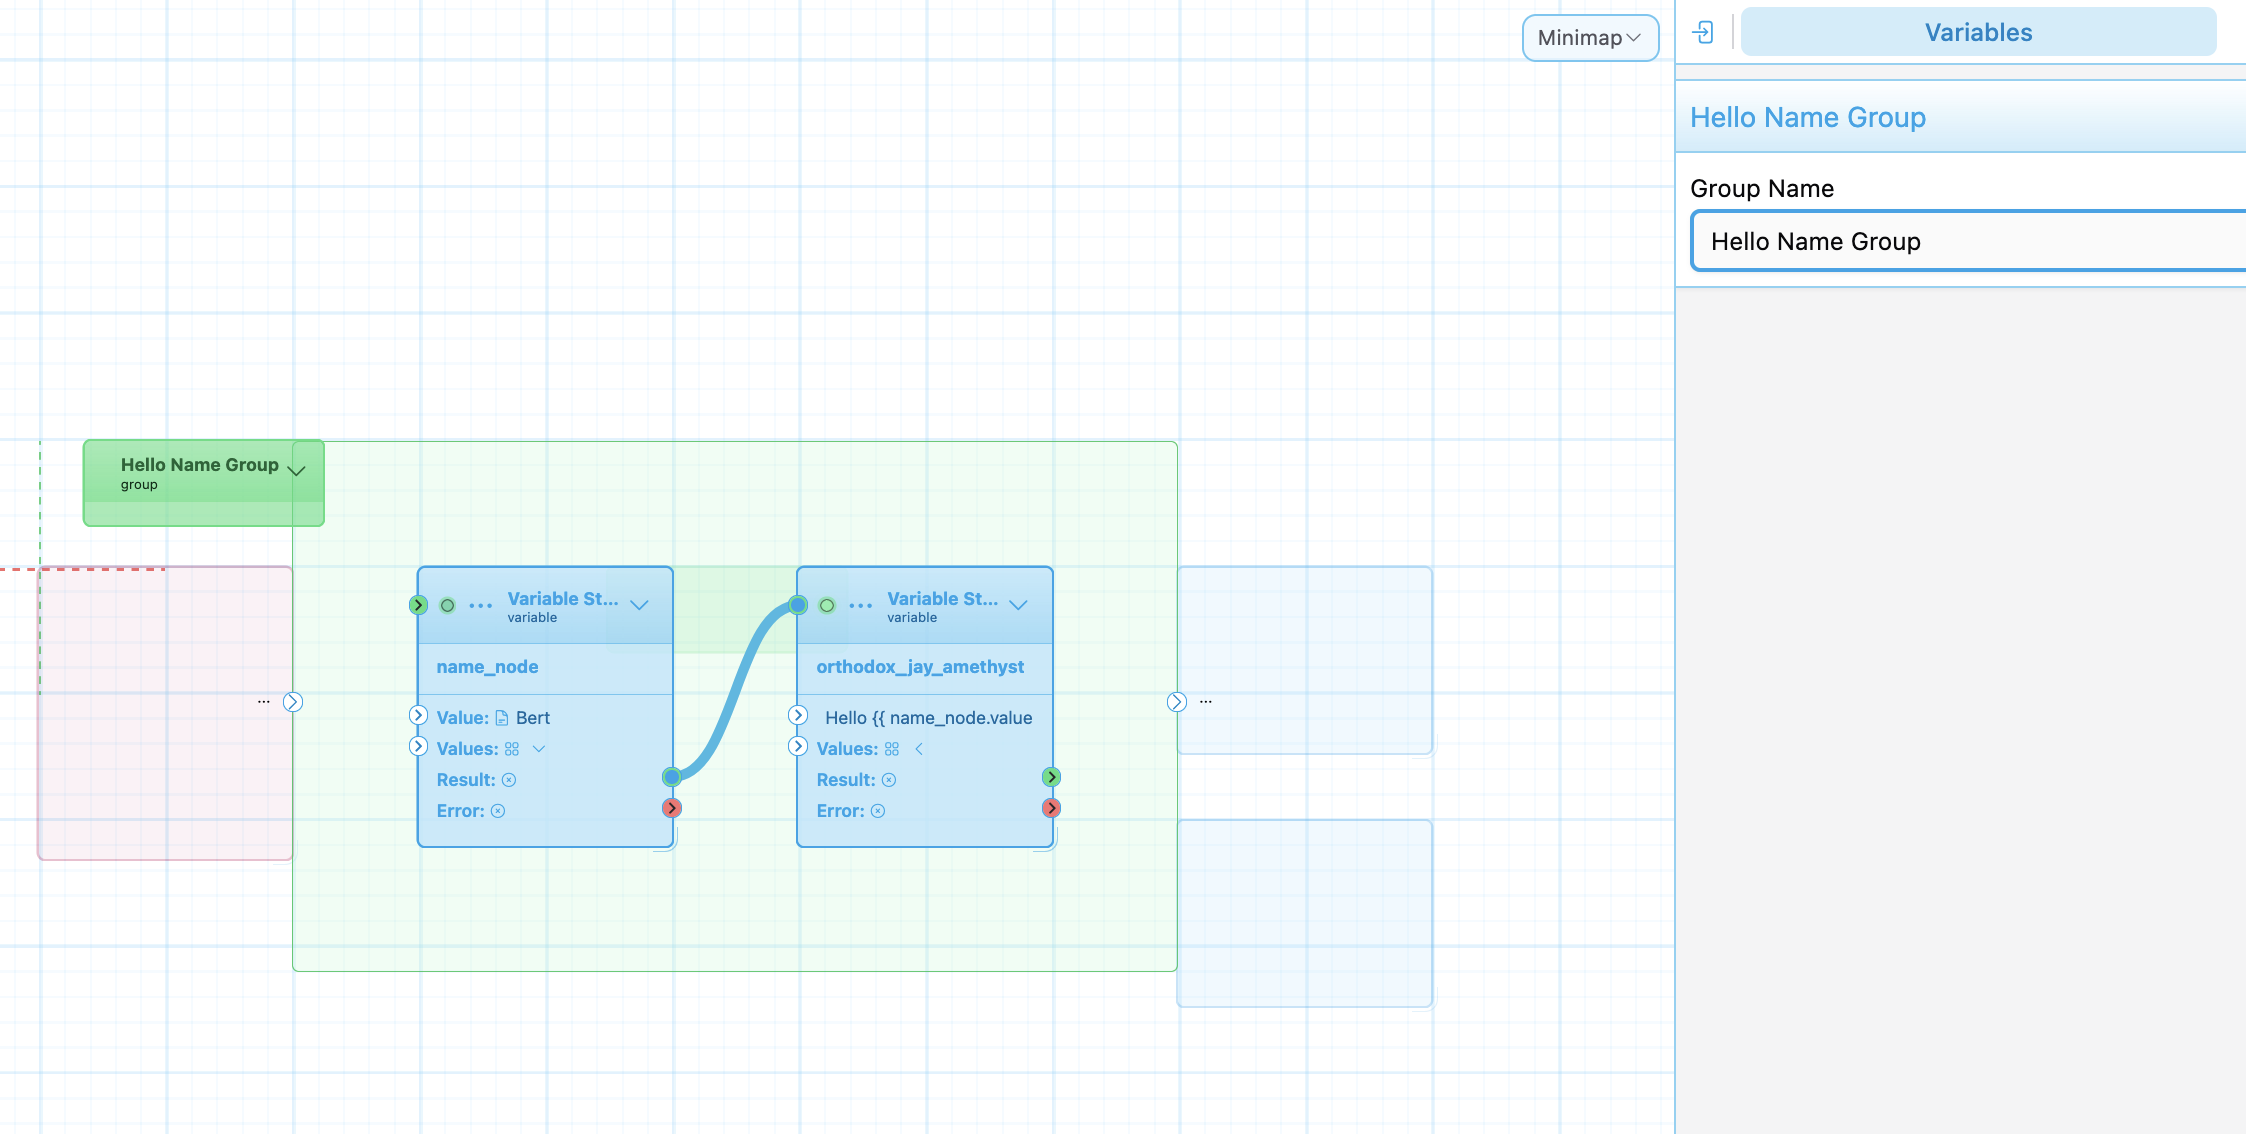 Minimap
Variables
Hello Name Group
Group Name
Hello Name Group
Hello Name Group
group
Variable St...
variable
name_node
Value: Bert
Values:
Result:
Error:
Variable St...
variable
orthodox_jay_amethyst
Hello {{ name_node.value
Values:
Result:
Error:
...
...